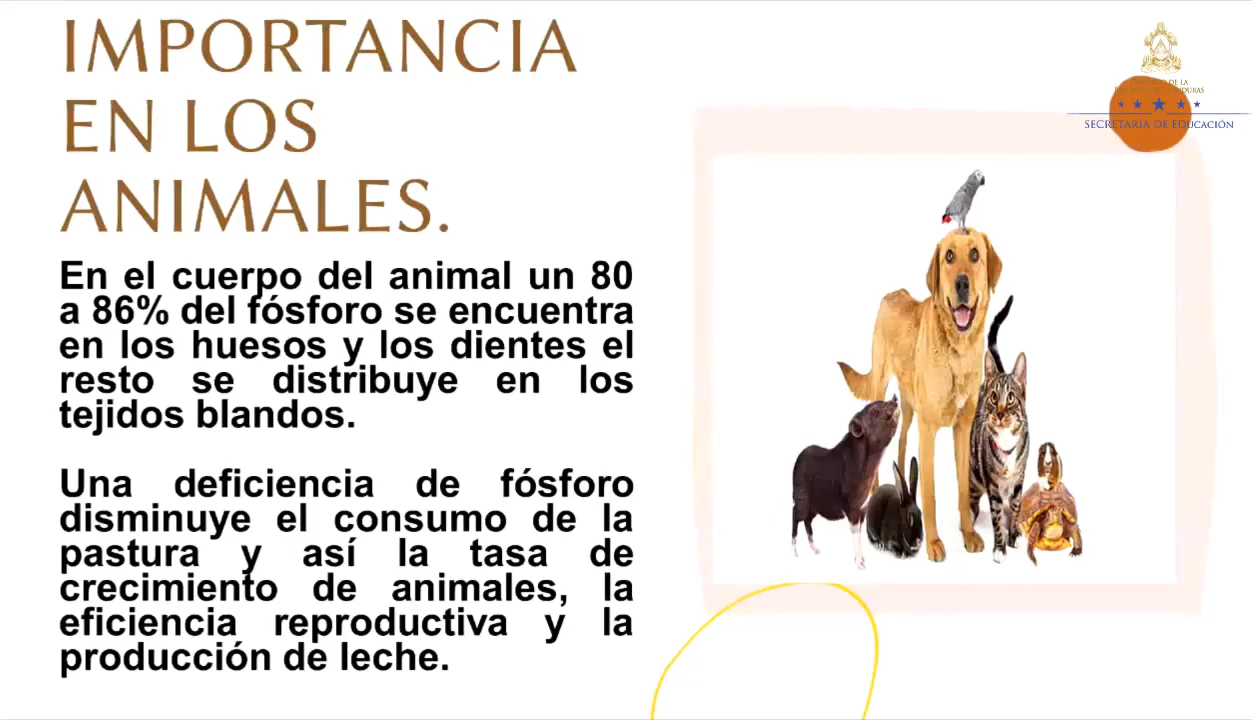 IMPORTANCIA
EN LOS
ANIMALES.
En el cuerpo del animal un 80
a 86% del fósforo se encuentra
en los huesos y los dientes el
resto se distribuye en los
tejidos blandos.
Una deficiencia de fósforo
disminuye el consumo de la
pastura y así la tasa de
crecimiento de animales, la
eficiencia reproductiva y la
producción de leche.
SECRETARÍA DE EDUCACIÓN